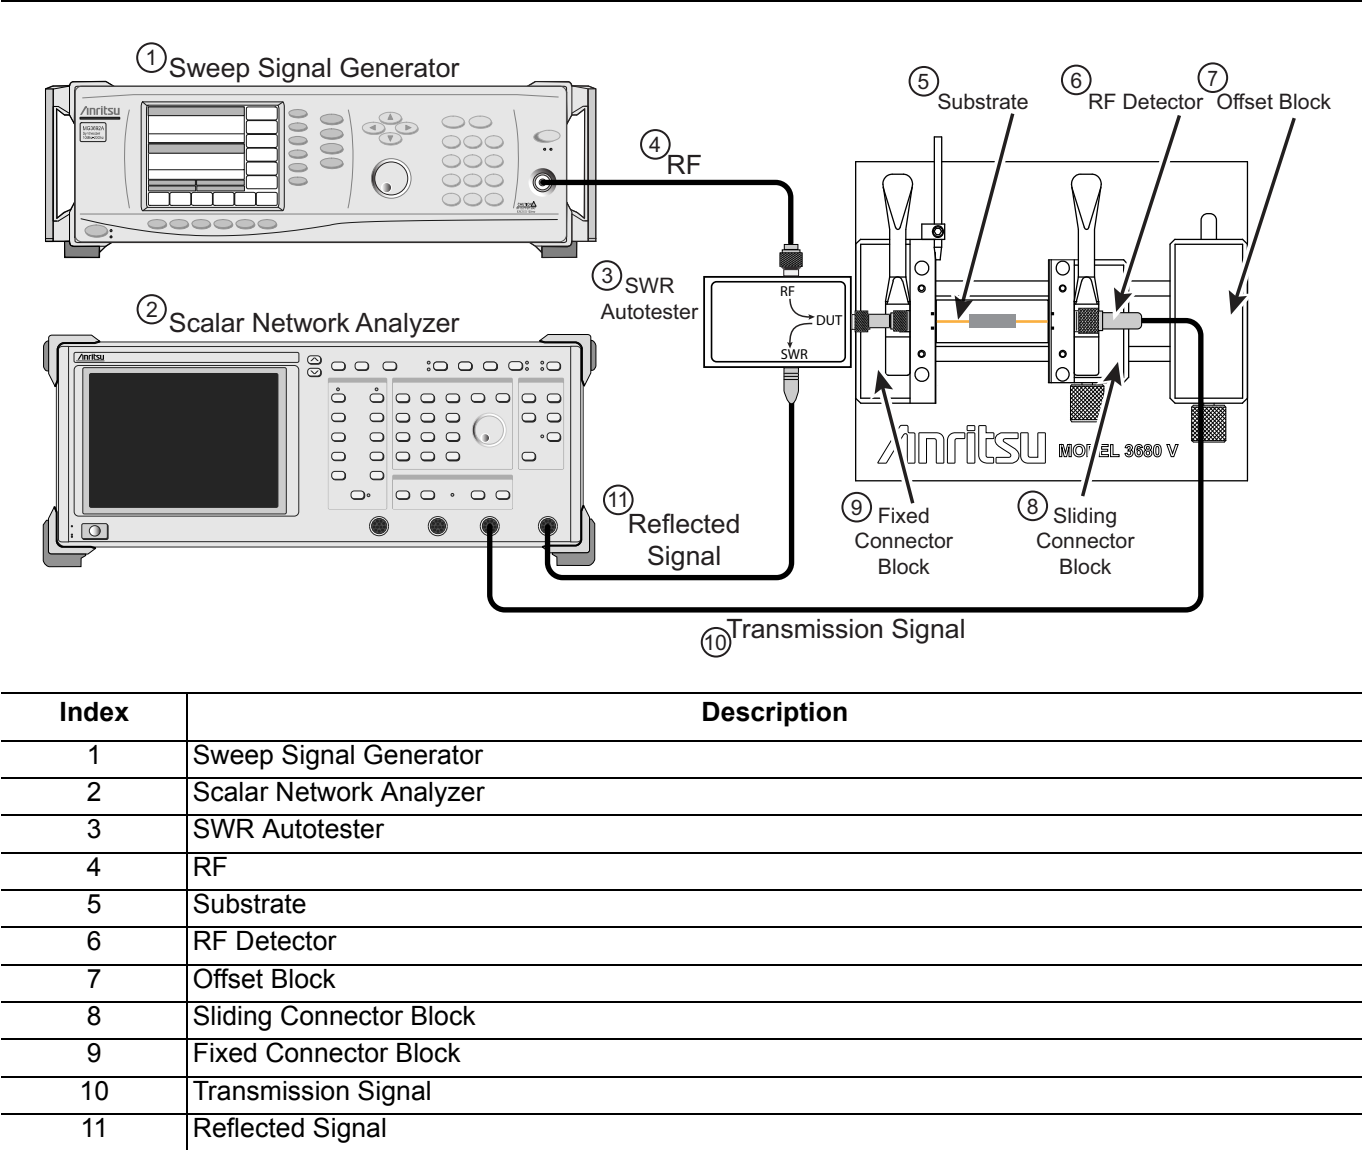 1 Sweep Signal Generator
Anritsu
MG3692A
4 RF
5 Substrate
6 RF Detector
7 Offset Block
3 SWR
Autotester
RF
DUT
SWR
2 Scalar Network Analyzer
Anritsu
Anritsu MODEL 3680 V
11 Reflected
Signal
9 Fixed
Connector
Block
8 Sliding
Connector
Block
10 Transmission Signal
Index Description
1 Sweep Signal Generator
2 Scalar Network Analyzer
3 SWR Autotester
4 RF
5 Substrate
6 RF Detector
7 Offset Block
8 Sliding Connector Block
9 Fixed Connector Block
10 Transmission Signal
11 Reflected Signal